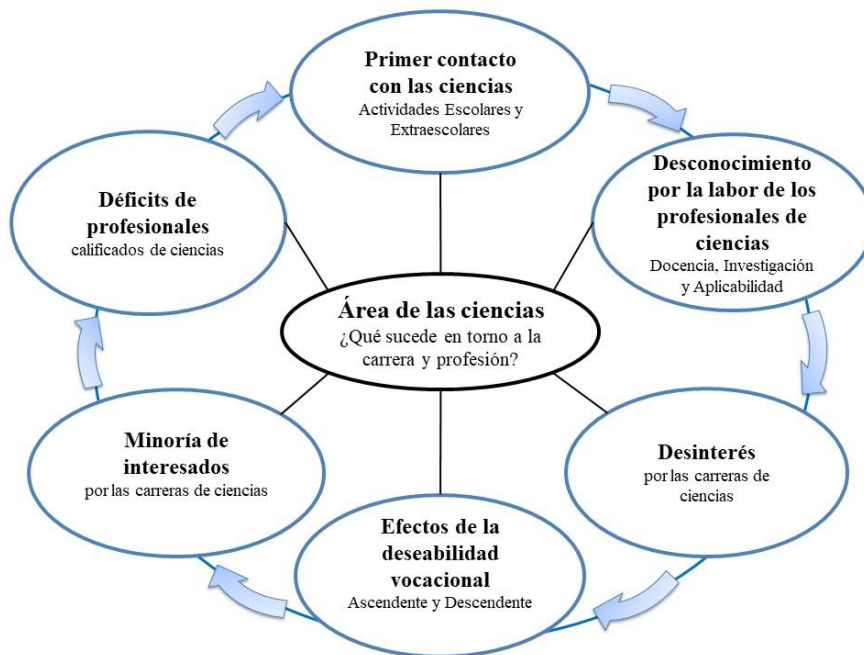 Primer contacto
con las ciencias
Actividades Escolares y
Extraescolares
Desconocimiento
por la labor de los
profesionales de
ciencias
Docencia, Investigación
y Aplicabilidad
Déficits de
profesionales
calificados de ciencias
Área de las ciencias
¿Qué sucede en torno a la
carrera y profesión?
Desinterés
por las carreras de
ciencias
Minoría de
interesados
por las carreras de ciencias
Efectos de la
deseabilidad
vocacional
Ascendente y Descendente